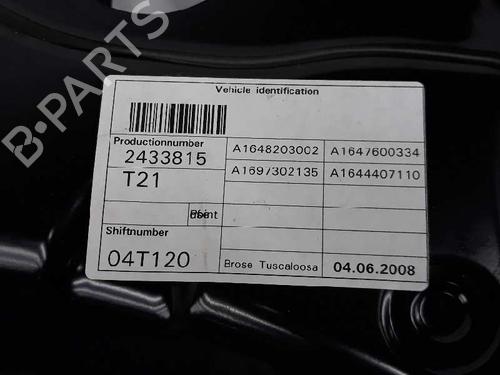 B-PARTS
Vehicle identification
Productionnumber
2433815
T21
Shiftnumber
04T120
A1648203002 A1647600334
A1697302135 A1644407110
Brose Tuscaloosa 04.06.2008